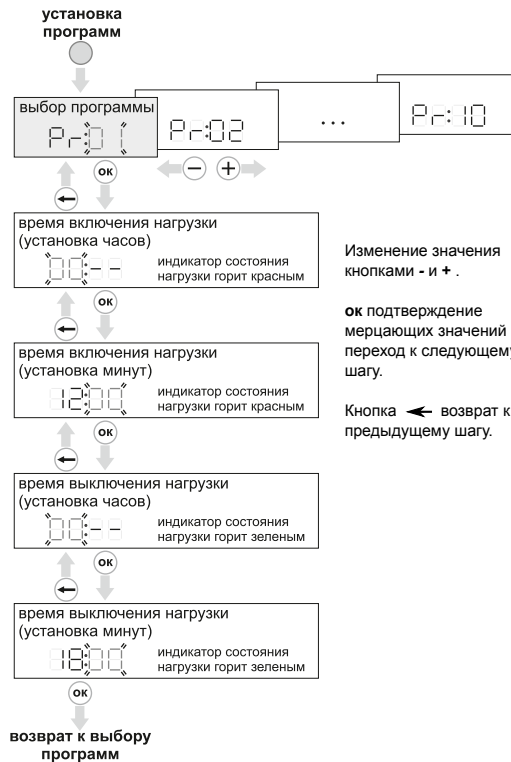 установка
программ
выбор программы
Pr:01
Pr:02
...
Pr:10
- +
ок
время включения нагрузки
(установка часов)
00:--
индикатор состояния
нагрузки горит красным
ок
время включения нагрузки
(установка минут)
12:00
индикатор состояния
нагрузки горит красным
ок
время выключения нагрузки
(установка часов)
00:--
индикатор состояния
нагрузки горит зеленым
ок
время выключения нагрузки
(установка минут)
18:00
индикатор состояния
нагрузки горит зеленым
ок
возврат к выбору
программ
Изменение значения
кнопками - и + .
ок подтверждение
мерцающих значений
переход к следующему
шагу.
Кнопка ← возврат к
предыдущему шагу.